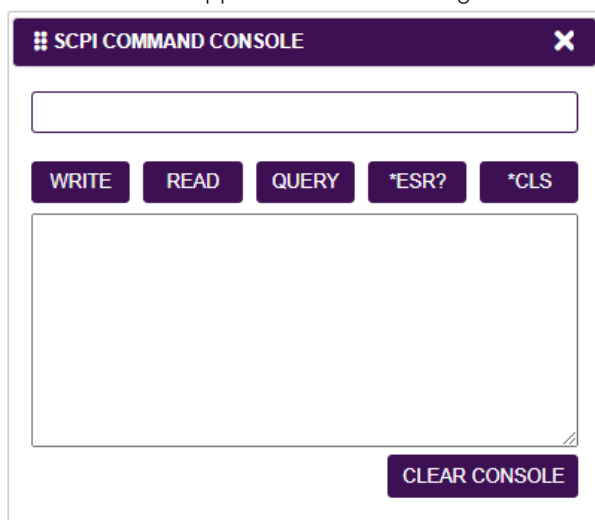 SCPI COMMAND CONSOLE
WRITE READ QUERY *ESR? *CLS
CLEAR CONSOLE